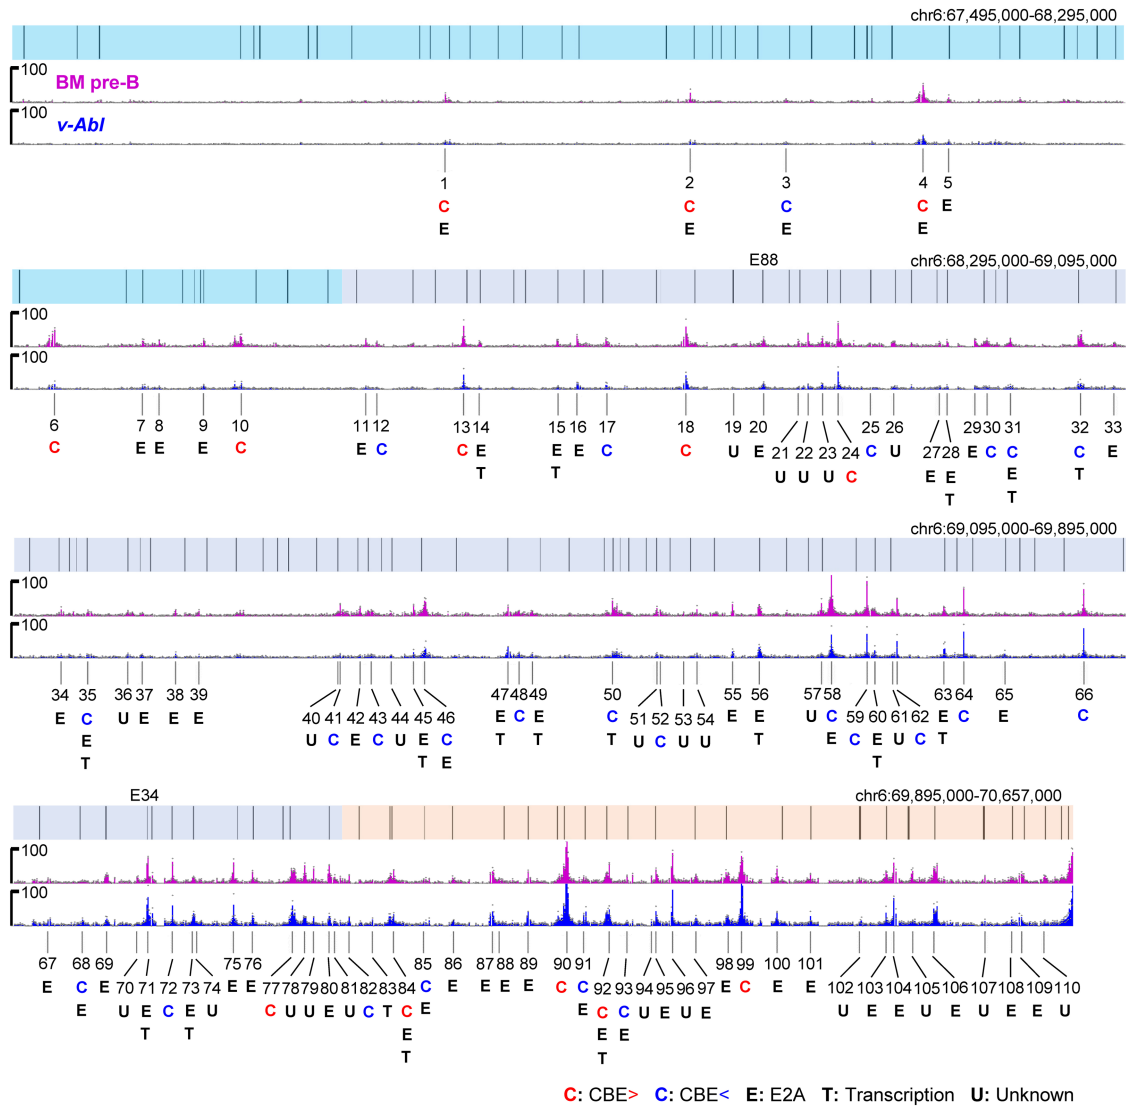 chr6:67,495,000-68,295,000
100
BM pre-B
100
v-Abl
1 2 3 4 5
C C C C E
E E E E
E88 chr6:68,295,000-69,095,000
100
100
6 7 8 9 10 11 12 13 14 15 16 17 18 19 20 21 22 23 24 25 26 27 28 29 30 31 32 33
C E E E C E C C E E E C C U E U U U C C U E E E C C C E
T T T E T
T
chr6:69,095,000-69,895,000
100
100
34 35 36 37 38 39 40 41 42 43 44 45 46 47 48 49 50 51 52 53 54 55 56 57 58 59 60 61 62 63 64 65 66
E C U E E E U C E C U E C E C E C U C U U E E U C C E U C E C E C
E T E T T T T E T T
T
E34 chr6:69,895,000-70,657,000
100
100
67 68 69 70 71 72 73 74 75 76 77 78 79 80 81 82 83 84 85 86 87 88 89 90 91 92 93 94 95 96 97 98 99 100 101 102 103 104 105 106 107 108 109 110
E C E U E C E U E E C U U E U C T C C E E E E C C C C U E U E E C E E U E E U E U E E U
E T T E E E E E
T T
C: CBE> C: CBE< E: E2A T: Transcription U: Unknown